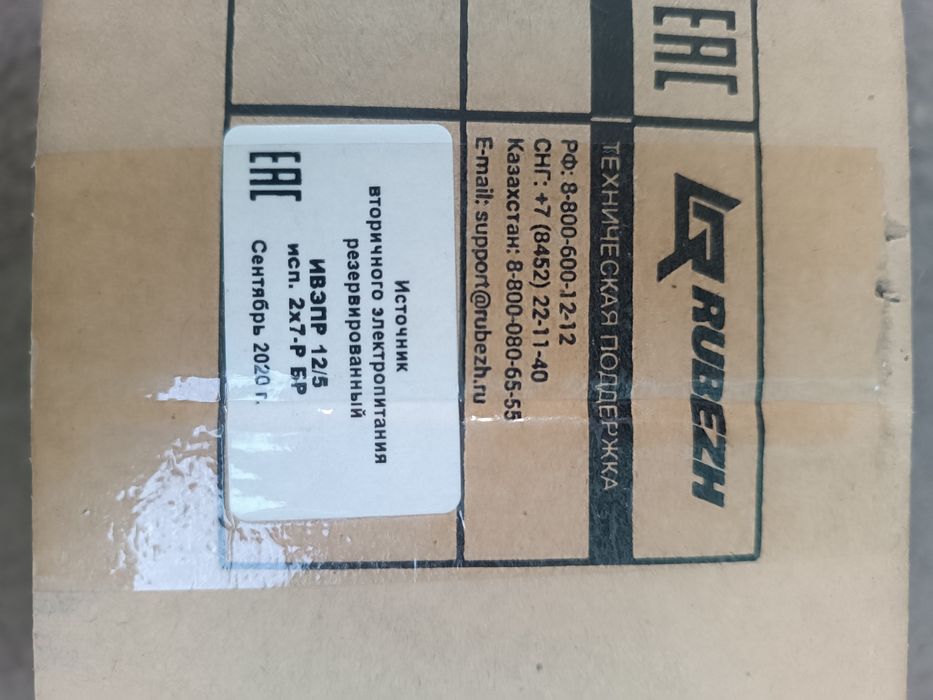 EAC
RUBEZH
ТЕХНИЧЕСКАЯ ПОДДЕРЖКА
РФ: 8-800-600-12-12
СНГ: +7 (8452) 22-11-40
Казахстан: 8-800-080-65-55
E-mail: support@rubezh.ru
Источник
вторичного электропитания
резервированный
ИВЭПР 12/5
исп. 2х7-Р БР
EAC
Сентябрь 2020 г.